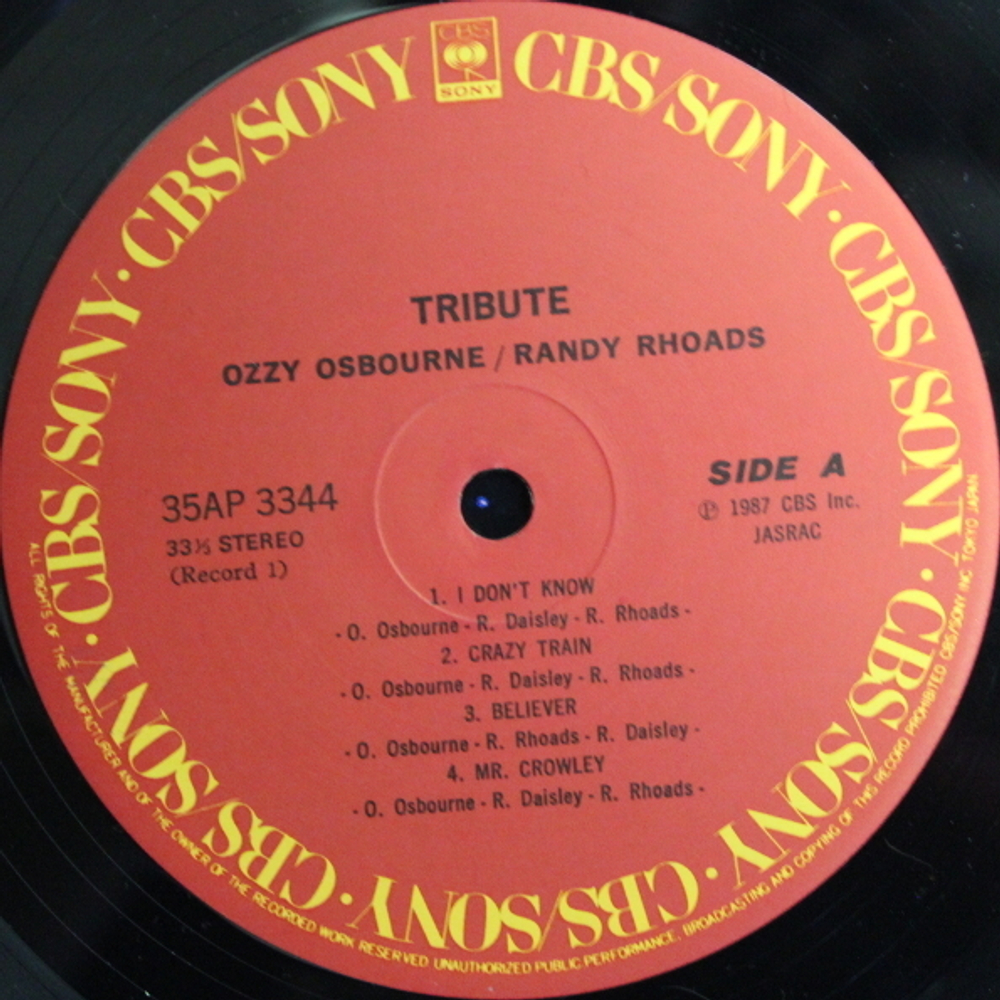 CBS
SONY
CBS/SONY · CBS/SONY · CBS/SONY · CBS/SONY · CBS/SONY · CBS/SONY · CBS/SONY
TRIBUTE
OZZY OSBOURNE / RANDY RHOADS
35AP 3344
33⅓ STEREO
(Record 1)
SIDE A
℗ 1987 CBS Inc.
JASRAC
1. I DON'T KNOW
- O. Osbourne - R. Daisley - R. Rhoads -
2. CRAZY TRAIN
- O. Osbourne - R. Daisley - R. Rhoads -
3. BELIEVER
- O. Osbourne - R. Rhoads - R. Daisley -
4. MR. CROWLEY
- O. Osbourne - R. Daisley - R. Rhoads -
ALL RIGHTS OF THE MANUFACTURER AND OF THE OWNER OF THE RECORDED WORK RESERVED. UNAUTHORIZED PUBLIC PERFORMANCE, BROADCASTING AND COPYING OF THIS RECORD PROHIBITED CBS/SONY INC. TOKYO JAPAN